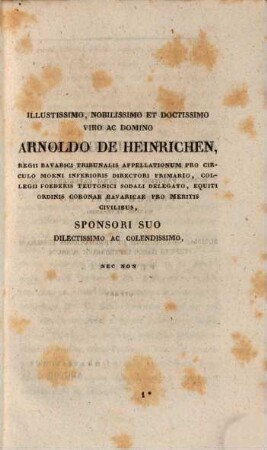 ILLUSTISSIMO, NOBILISSIMO ET DOCTISSIMO
VIRO AC DOMINO
ARNOLDO DE HEINRICHEN,
REGII BAVARICI TRIBUNALIS APPELLATIONUM PRO CIR-
CULO MOENI INFERIORIS DIRECTORI PRIMARIO, COL-
LEGII FOEDERIS TEUTONICI SODALI DELEGATO, EQUITI
ORDINIS CORONAE BAVARICAE PRO MERITIS
CIVILIBUS,
SPONSORI SUO
DILECTISSIMO AC COLENDISSIMO,
NEC NON
1*